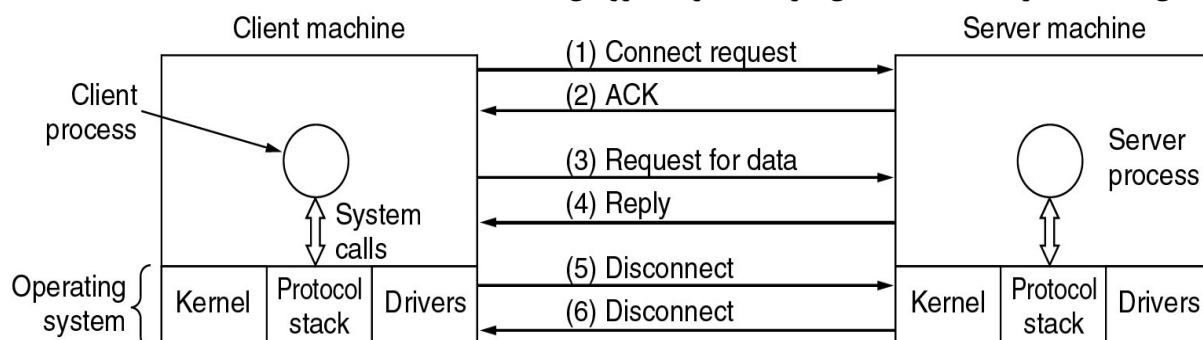 Client machine
Server machine
(1) Connect request
(2) ACK
Client
process
(3) Request for data
Server
process
(4) Reply
System
calls
(5) Disconnect
(6) Disconnect
Operating
system
Kernel
Protocol
stack
Drivers
Kernel
Protocol
stack
Drivers